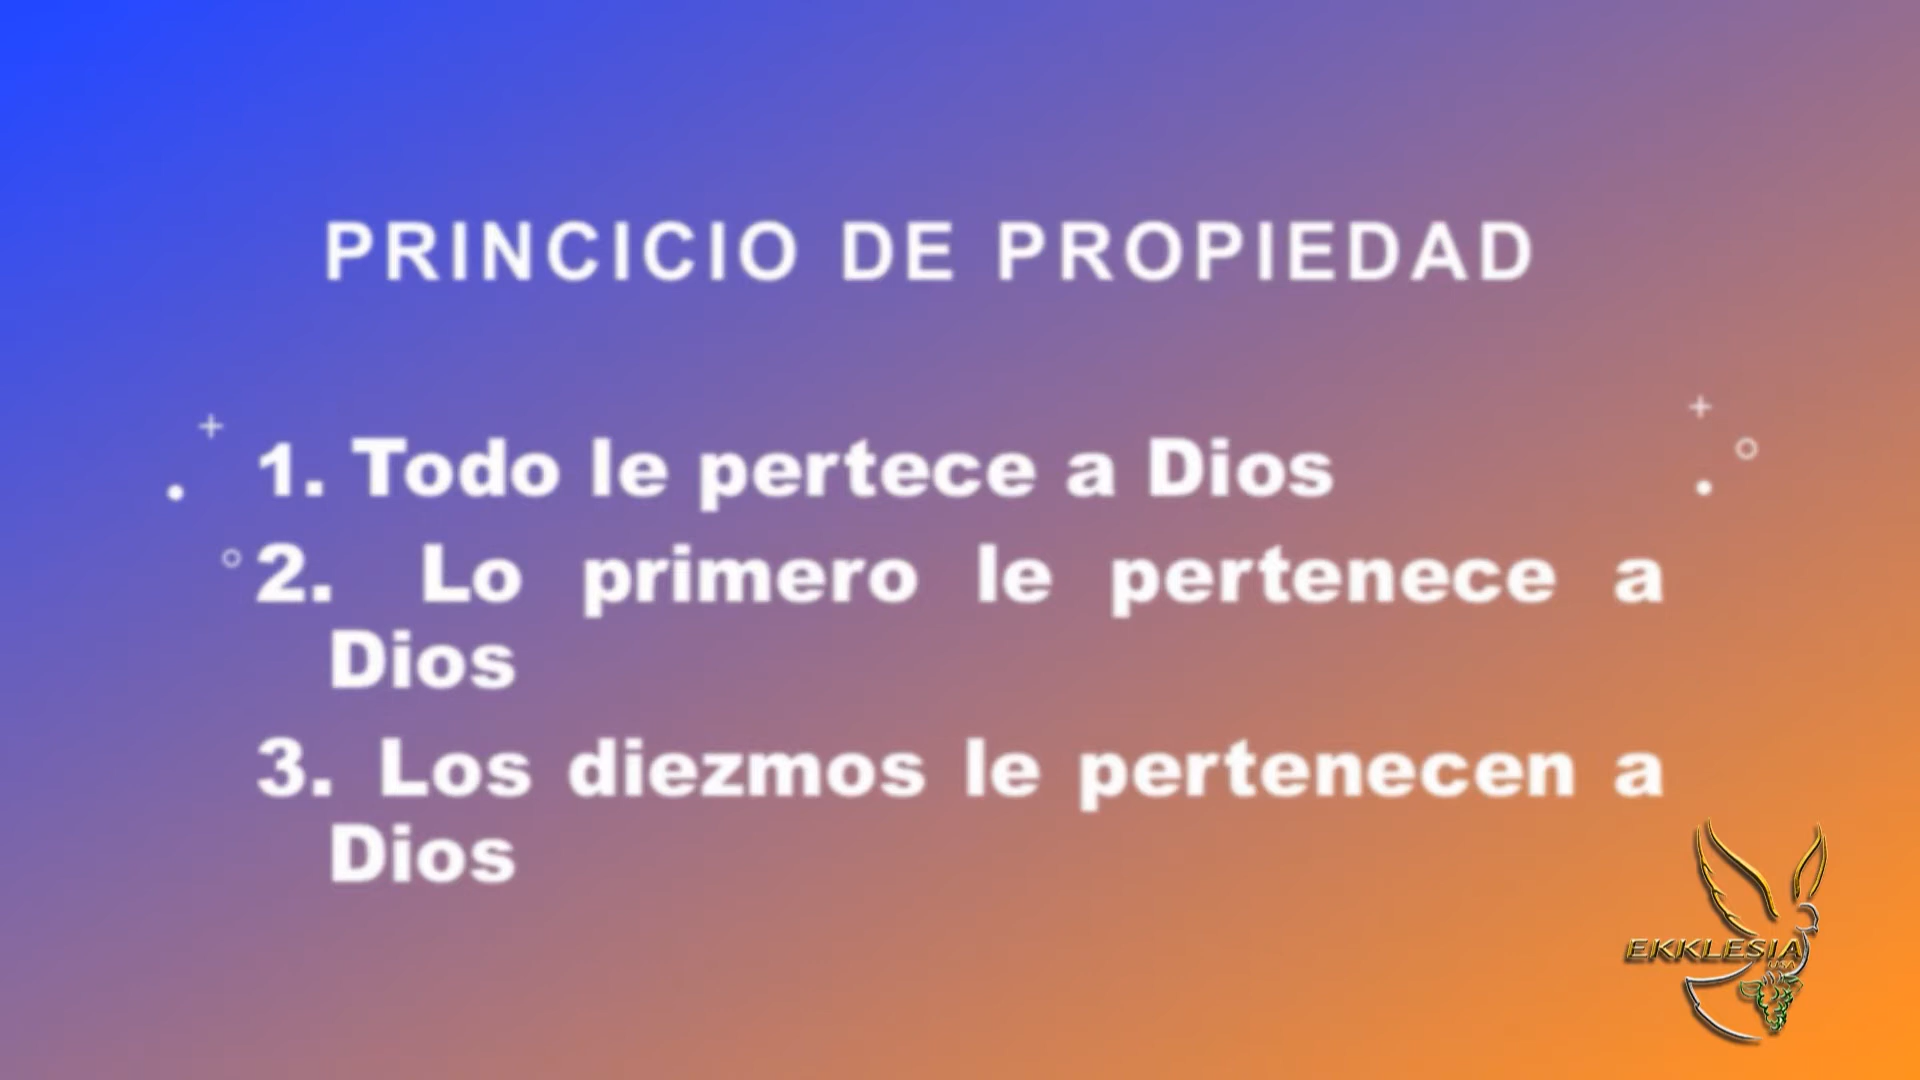 PRINCICIO DE PROPIEDAD
1. Todo le pertece a Dios
2. Lo primero le pertenece a
Dios
3. Los diezmos le pertenecen a
Dios
EKKLESIA
USA